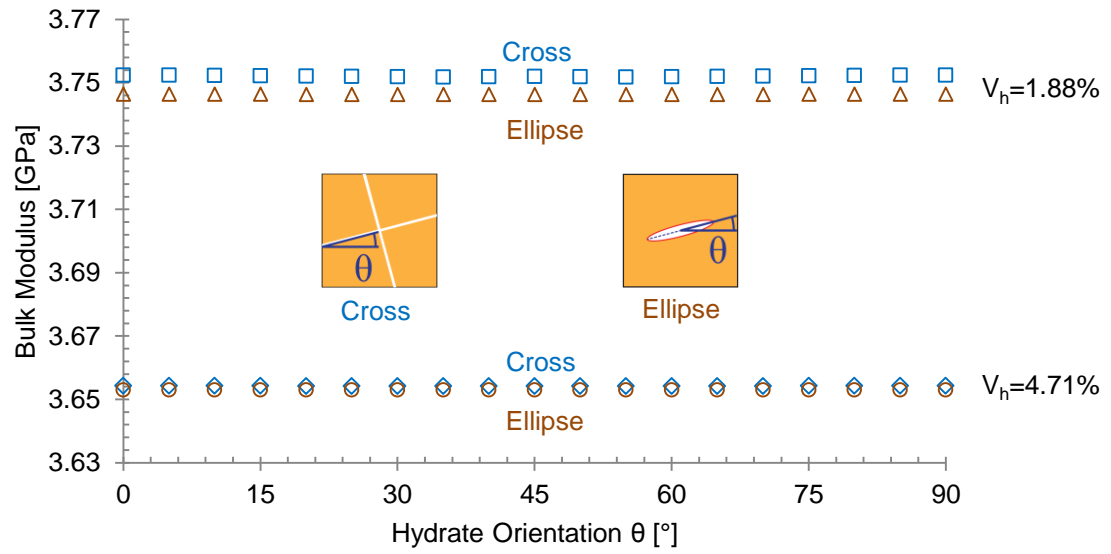 3.77
3.75
3.73
3.71
3.69
3.67
3.65
3.63
Bulk Modulus [GPa]
Cross
Ellipse
V_h=1.88%
θ
Cross
θ
Ellipse
Cross
Ellipse
V_h=4.71%
0 15 30 45 60 75 90
Hydrate Orientation θ [°]